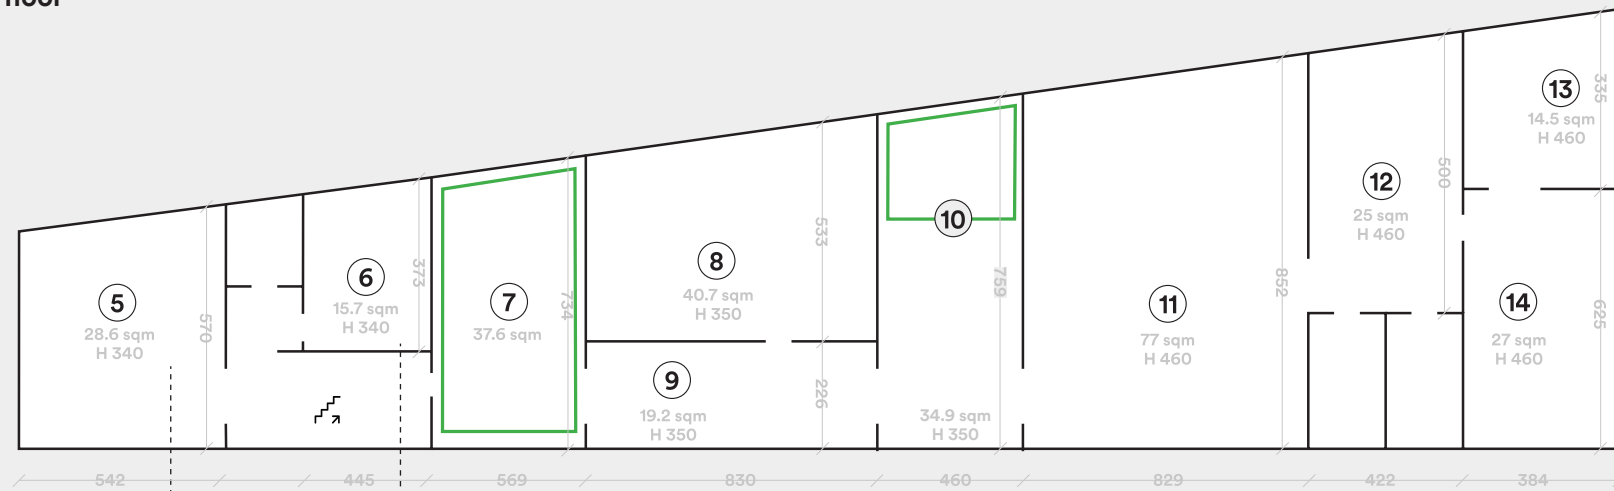 floor
5
28.6 sqm
H 340
570
6
15.7 sqm
H 340
373
7
37.6 sqm
734
8
40.7 sqm
H 350
533
9
19.2 sqm
H 350
226
10
34.9 sqm
H 350
759
11
77 sqm
H 460
852
12
25 sqm
H 460
500
13
14.5 sqm
H 460
335
14
27 sqm
H 460
625
542
445
569
830
460
829
422
384